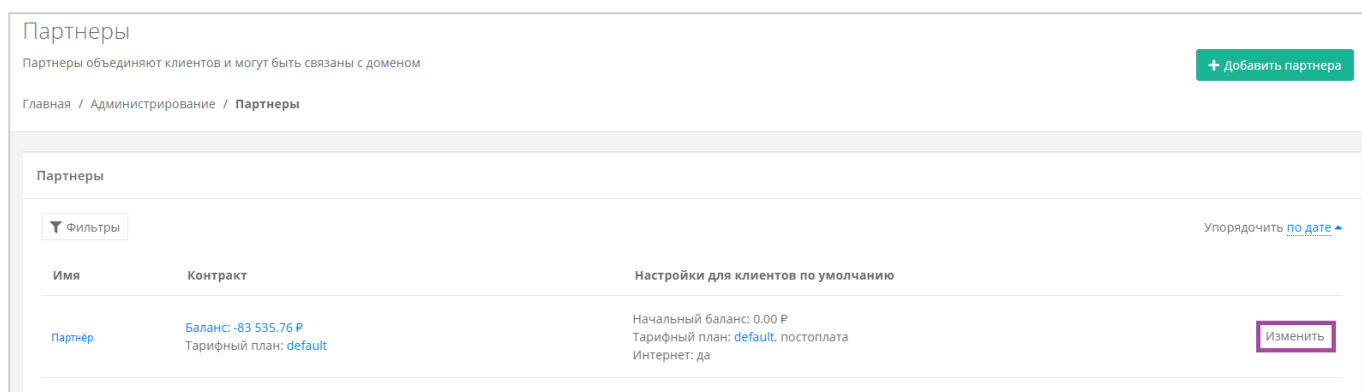 Партнеры
Партнеры объединяют клиентов и могут быть связаны с доменом
+ Добавить партнера
Главная / Администрирование / Партнеры
Партнеры
Фильтры
Упорядочить по дате
Имя Контракт Настройки для клиентов по умолчанию
Начальный баланс: 0.00 ₽
Партнёр Баланс: -83 535.76 ₽ Тарифный план: default, постоплата Изменить
Тарифный план: default Интернет: да